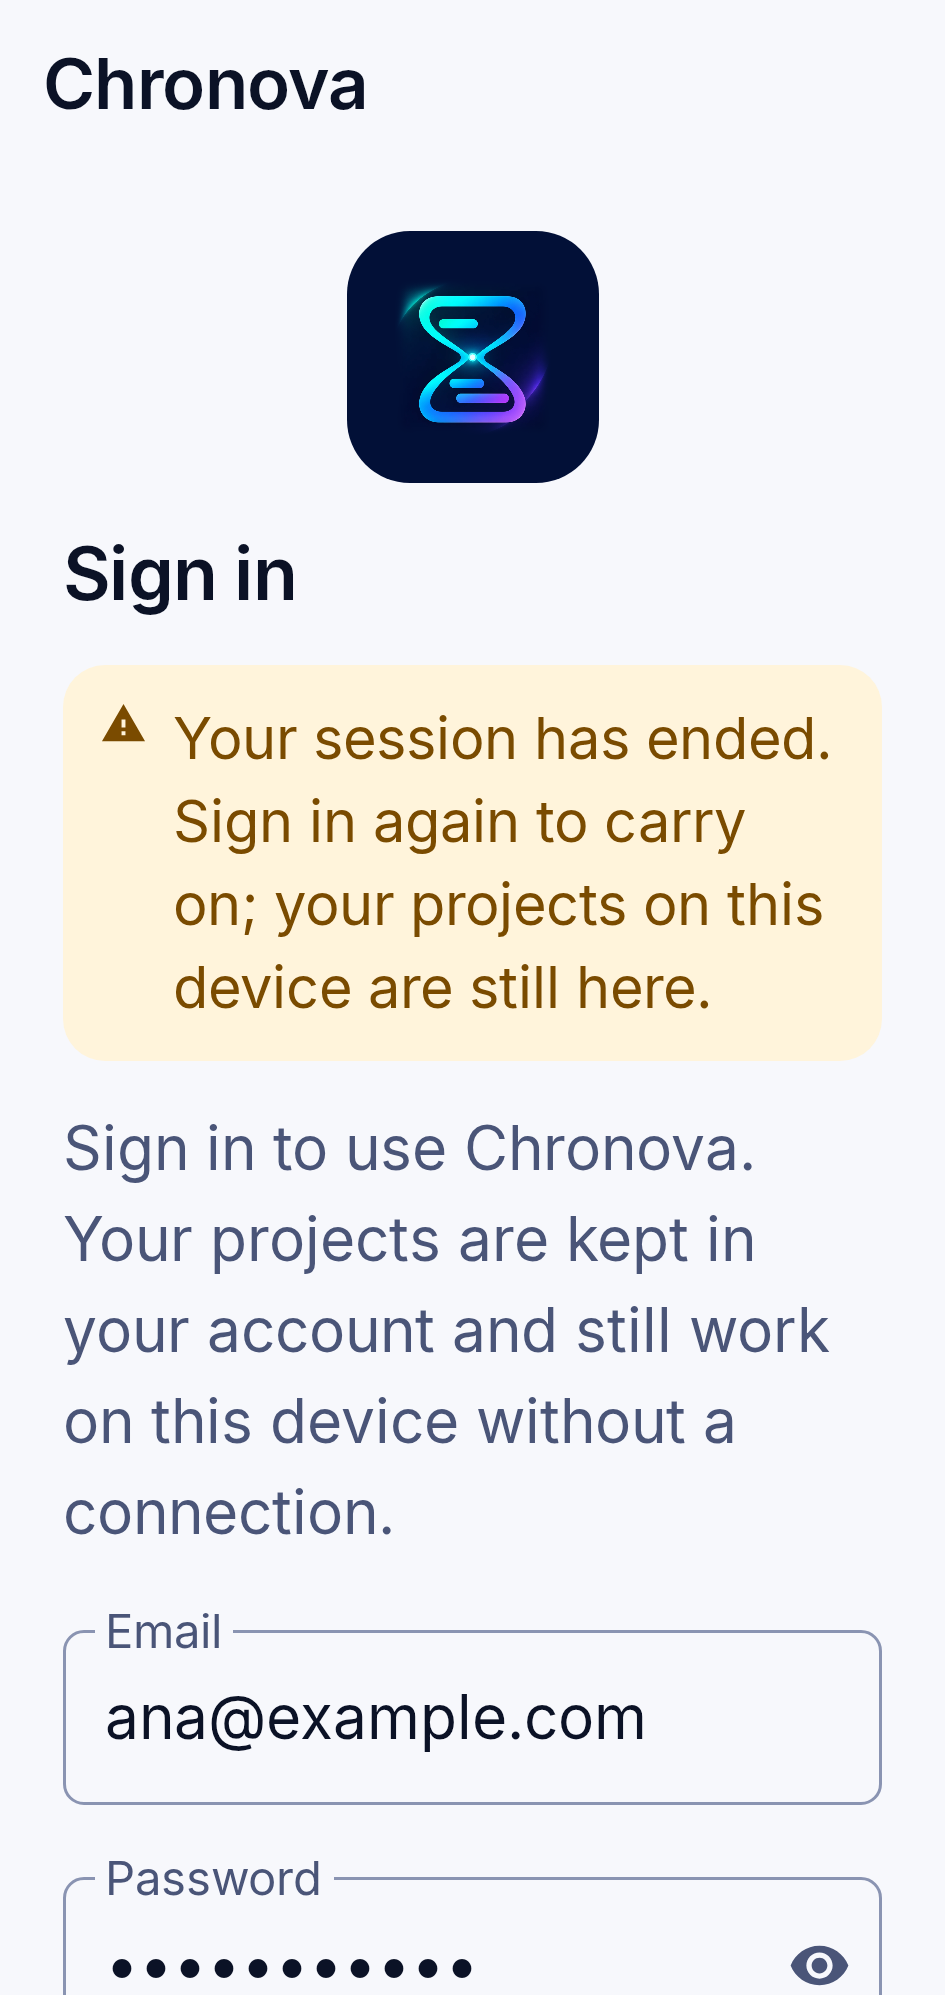 Chronova
Sign in
Your session has ended.
Sign in again to carry
on; your projects on this
device are still here.
Sign in to use Chronova.
Your projects are kept in
your account and still work
on this device without a
connection.
Email
ana@example.com
Password
•••••••••••